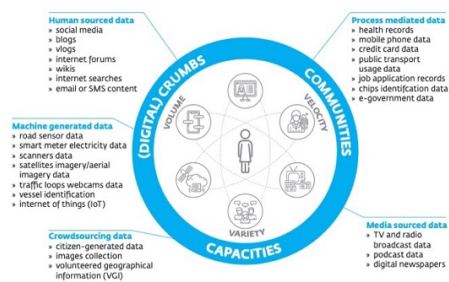 Human sourced data
» social media
» blogs
» vlogs
» internet forums
» wikis
» internet searches
» email or SMS content
Process mediated data
» health records
» mobile phone data
» credit card data
» public transport
usage data
» job application records
» chips identifcation data
» e-government data
(DIGITAL) CRUMBS
COMMUNITIES
VOLUME
VELOCITY
Machine generated data
» road sensor data
» smart meter electricity data
» scanners data
» satellites imagery/aerial
imagery data
» traffic loops webcams data
» vessel identification
» internet of things (IoT)
VARIETY
CAPACITIES
Crowdsourcing data
» citizen-generated data
» images collection
» volunteered geographical
information (VGI)
Media sourced data
» TV and radio
broadcast data
» podcast data
» digital newspapers